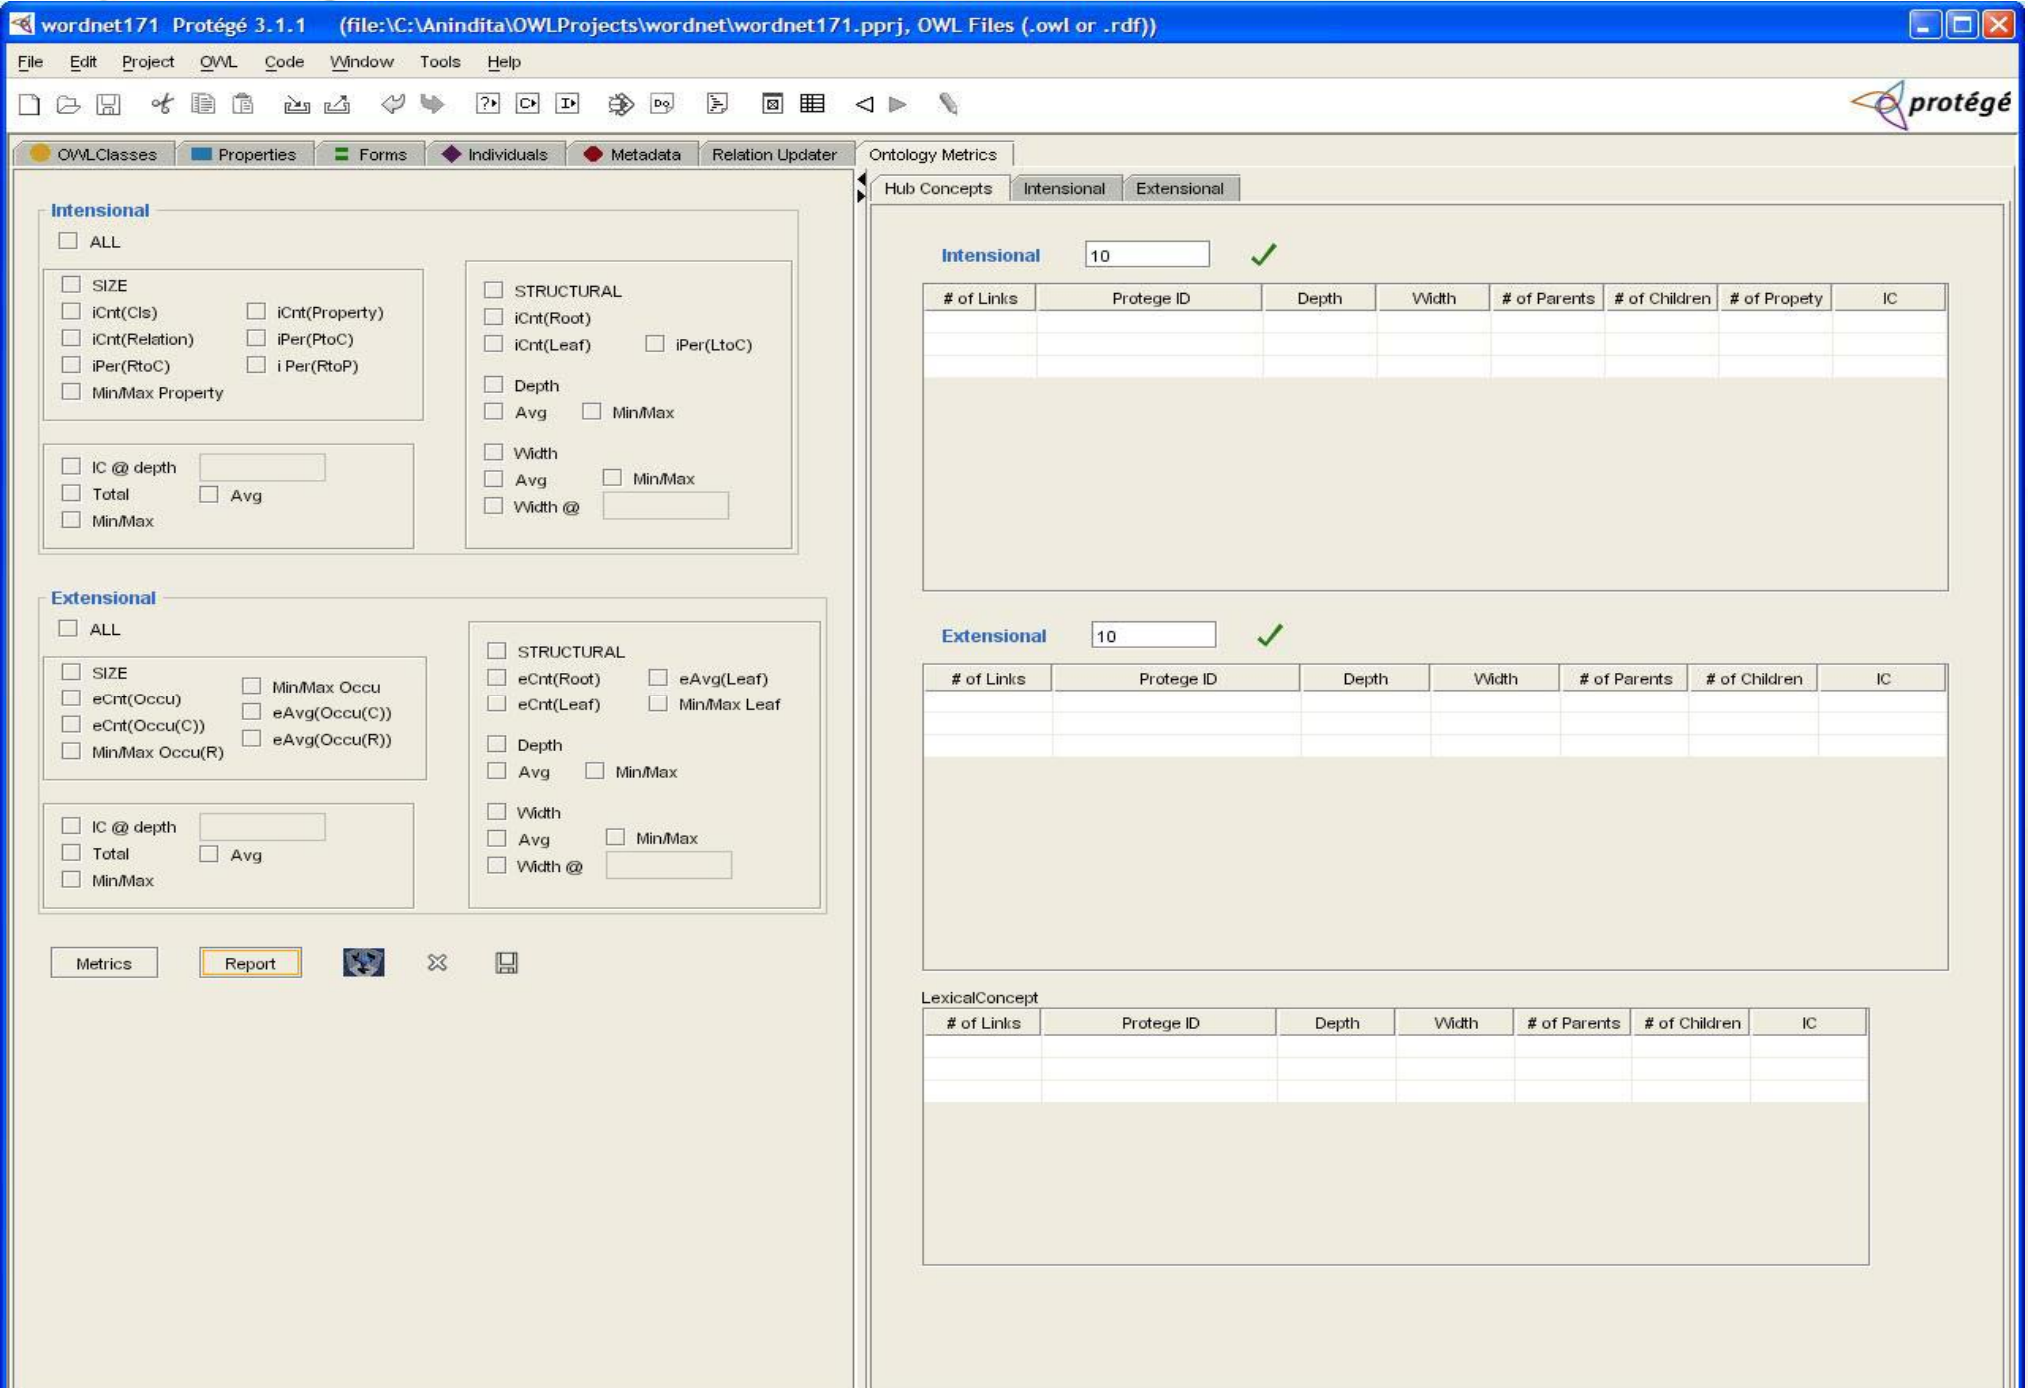 wordnet171 Protégé 3.1.1 (file:\C:\Anindita\OWLProjects\wordnet\wordnet171.pprj, OWL Files (.owl or .rdf))
File Edit Project OWL Code Window Tools Help
protégé
OWLClasses Properties Forms Individuals Metadata Relation Updater Ontology Metrics
Intensional
ALL
SIZE
iCnt(Cls) iCnt(Property)
iCnt(Relation) iPer(PtoC)
iPer(RtoC) i Per(RtoP)
Min/Max Property
STRUCTURAL
iCnt(Root)
iCnt(Leaf) iPer(LtoC)
Depth
Avg Min/Max
Width
Avg Min/Max
Width @
IC @ depth
Total Avg
Min/Max
Extensional
ALL
SIZE
eCnt(Occu) Min/Max Occu
eCnt(Occu(C)) eAvg(Occu(C))
Min/Max Occu(R) eAvg(Occu(R))
STRUCTURAL
eCnt(Root) eAvg(Leaf)
eCnt(Leaf) Min/Max Leaf
Depth
Avg Min/Max
Width
Avg Min/Max
Width @
IC @ depth
Total Avg
Min/Max
Metrics Report
Hub Concepts Intensional Extensional
Intensional 10
# of Links Protege ID Depth Width # of Parents # of Children # of Propety IC
Extensional 10
# of Links Protege ID Depth Width # of Parents # of Children IC
LexicalConcept
# of Links Protege ID Depth Width # of Parents # of Children IC